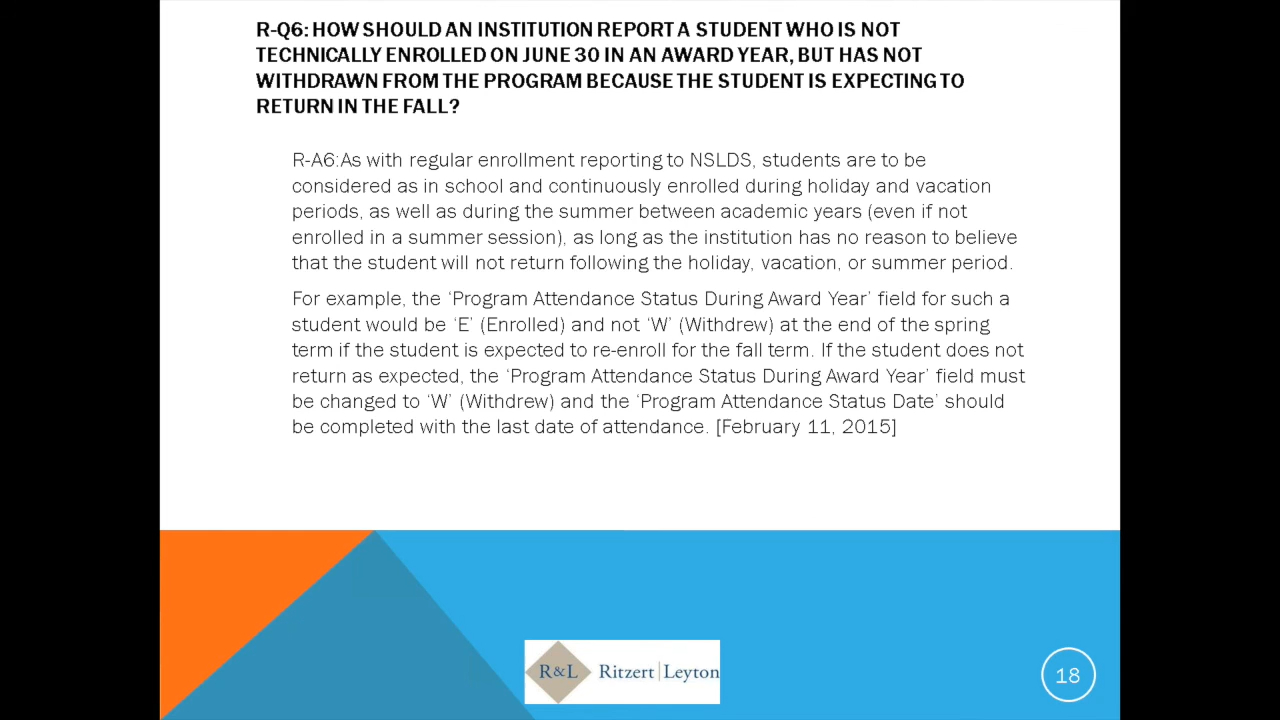 R-Q6: HOW SHOULD AN INSTITUTION REPORT A STUDENT WHO IS NOT
TECHNICALLY ENROLLED ON JUNE 30 IN AN AWARD YEAR, BUT HAS NOT
WITHDRAWN FROM THE PROGRAM BECAUSE THE STUDENT IS EXPECTING TO
RETURN IN THE FALL?
R-A6:As with regular enrollment reporting to NSLDS, students are to be
considered as in school and continuously enrolled during holiday and vacation
periods, as well as during the summer between academic years (even if not
enrolled in a summer session), as long as the institution has no reason to believe
that the student will not return following the holiday, vacation, or summer period.
For example, the ‘Program Attendance Status During Award Year’ field for such a
student would be ‘E’ (Enrolled) and not ‘W’ (Withdrew) at the end of the spring
term if the student is expected to re-enroll for the fall term. If the student does not
return as expected, the ‘Program Attendance Status During Award Year’ field must
be changed to ‘W’ (Withdrew) and the ‘Program Attendance Status Date’ should
be completed with the last date of attendance. [February 11, 2015]
R&L Ritzert Leyton
18